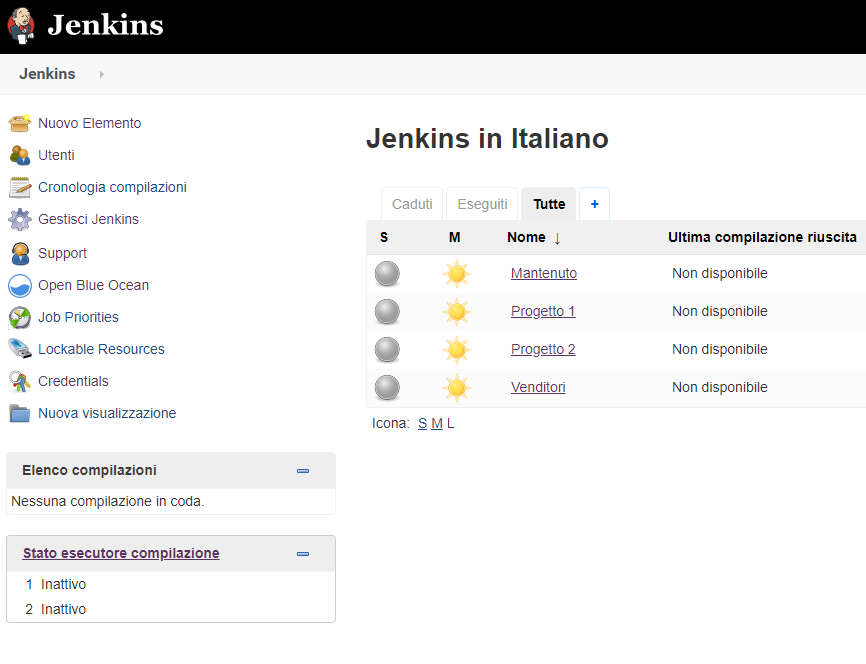 Jenkins
Jenkins
Nuovo Elemento
Utenti
Cronologia compilazioni
Gestisci Jenkins
Support
Open Blue Ocean
Job Priorities
Lockable Resources
Credentials
Nuova visualizzazione
Elenco compilazioni
Nessuna compilazione in coda.
Stato esecutore compilazione
1 Inattivo
2 Inattivo
Jenkins in Italiano
Caduti Eseguiti Tutte +
S M Nome ↓ Ultima compilazione riuscita
Mantenuto Non disponibile
Progetto 1 Non disponibile
Progetto 2 Non disponibile
Venditori Non disponibile
Icona: S M L